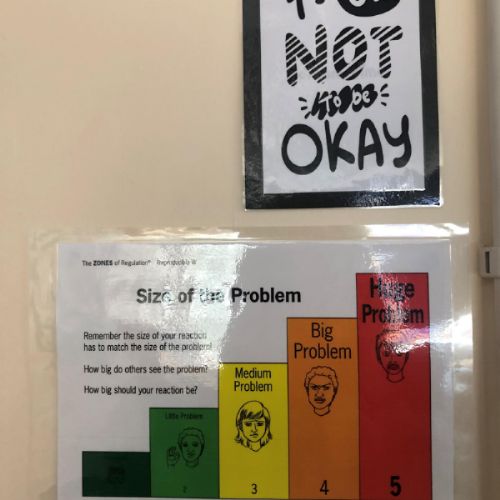 NOT
to be
OKAY
The ZONES of Regulation® Reproducible W
Size of the Problem
Remember the size of your reaction
has to match the size of the problem!
How big do others see the problem?
How big should your reaction be?
Little Problem
2
Medium
Problem
3
Big
Problem
4
Huge
Problem
5